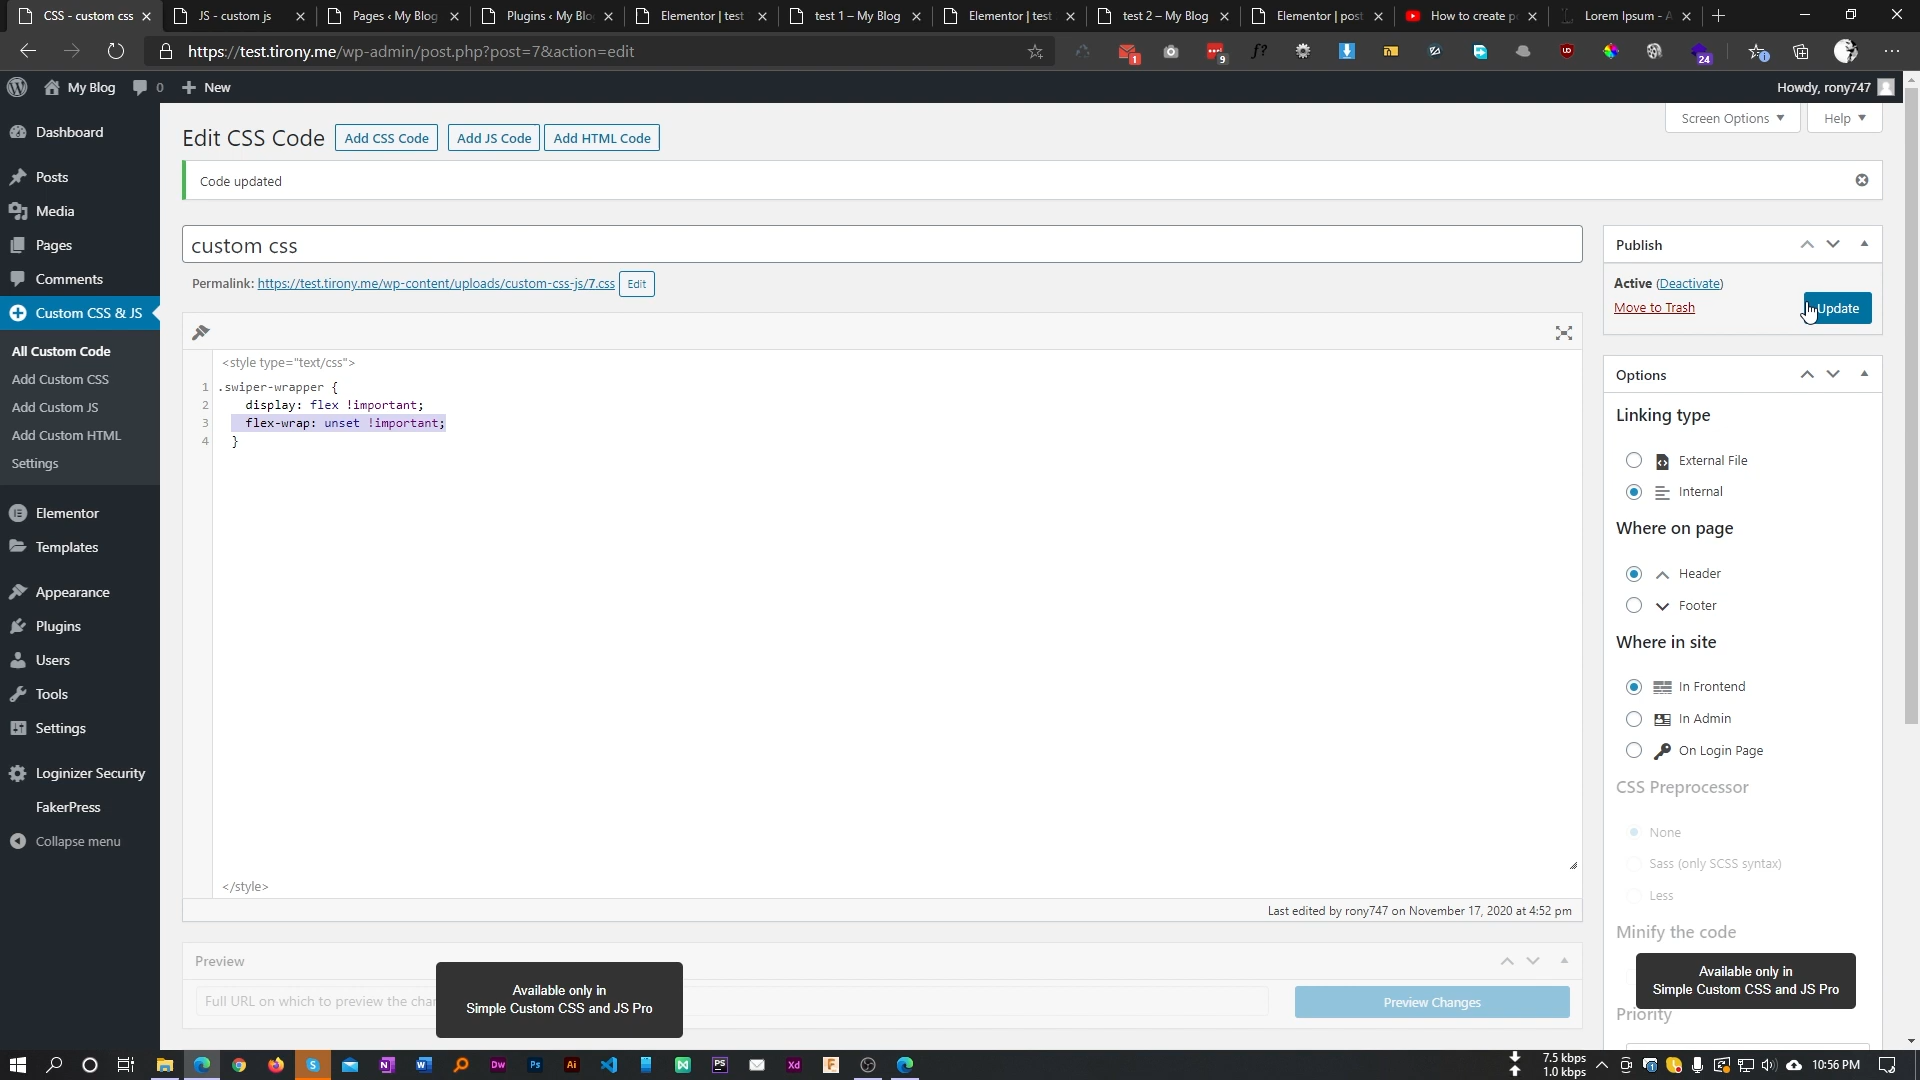 CSS - custom css
JS - custom js
Pages ‹ My Blog
Plugins ‹ My Blo
Elementor | test
test 1 – My Blog
Elementor | test
test 2 – My Blog
Elementor | post
How to create p
Lorem Ipsum - A
https://test.tirony.me/wp-admin/post.php?post=7&action=edit
1
9
24
My Blog
0
New
Howdy, rony747
Screen Options
Help
Dashboard
Posts
Media
Pages
Comments
Custom CSS & JS
All Custom Code
Add Custom CSS
Add Custom JS
Add Custom HTML
Settings
Elementor
Templates
Appearance
Plugins
Users
Tools
Settings
Loginizer Security
FakerPress
Collapse menu
Edit CSS Code
Add CSS Code
Add JS Code
Add HTML Code
Code updated
custom css
Permalink: https://test.tirony.me/wp-content/uploads/custom-css-js/7.css
Edit
<style type="text/css">
1 .swiper-wrapper {
2 display: flex !important;
3 flex-wrap: unset !important;
4 }
</style>
Last edited by rony747 on November 17, 2020 at 4:52 pm
Preview
Full URL on which to preview the char
Available only in
Simple Custom CSS and JS Pro
Preview Changes
Publish
Active (Deactivate)
Move to Trash
Update
Options
Linking type
External File
Internal
Where on page
Header
Footer
Where in site
In Frontend
In Admin
On Login Page
CSS Preprocessor
None
Sass (only SCSS syntax)
Less
Minify the code
Available only in
Simple Custom CSS and JS Pro
Priority
7.5 kbps
1.0 kbps
10:56 PM